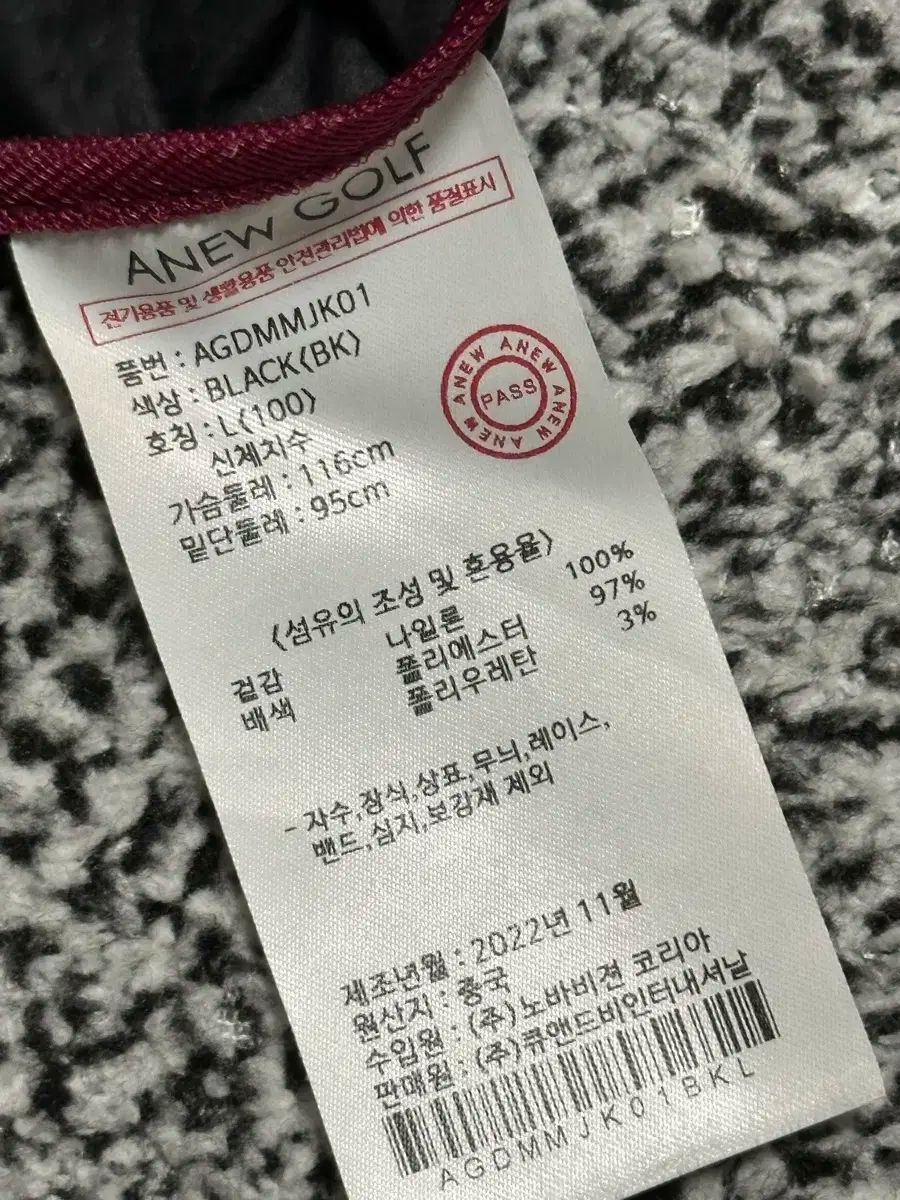 ANEW GOLF
전기용품 및 생활용품 안전관리법에 의한 품질표시
품번 : AGDMMJK01
색상 : BLACK(BK)
호칭 : L(100)
신체치수
가슴둘레 : 116cm
밑단둘레 : 95cm
ANEW ANEW ANEW ANEW
PASS
(섬유의 조성 및 혼용율)
겉감 나일론 100%
배색 폴리에스터 97%
폴리우레탄 3%
- 자수,장식,상표,무늬,레이스,
밴드,심지,보강재 제외
제조년월 : 2022년 11월
원산지 : 중국
수입원 : (주)노바비젼 코리아
판매원 : (주)큐앤드비인터내셔날
AGDMMJK01BKL